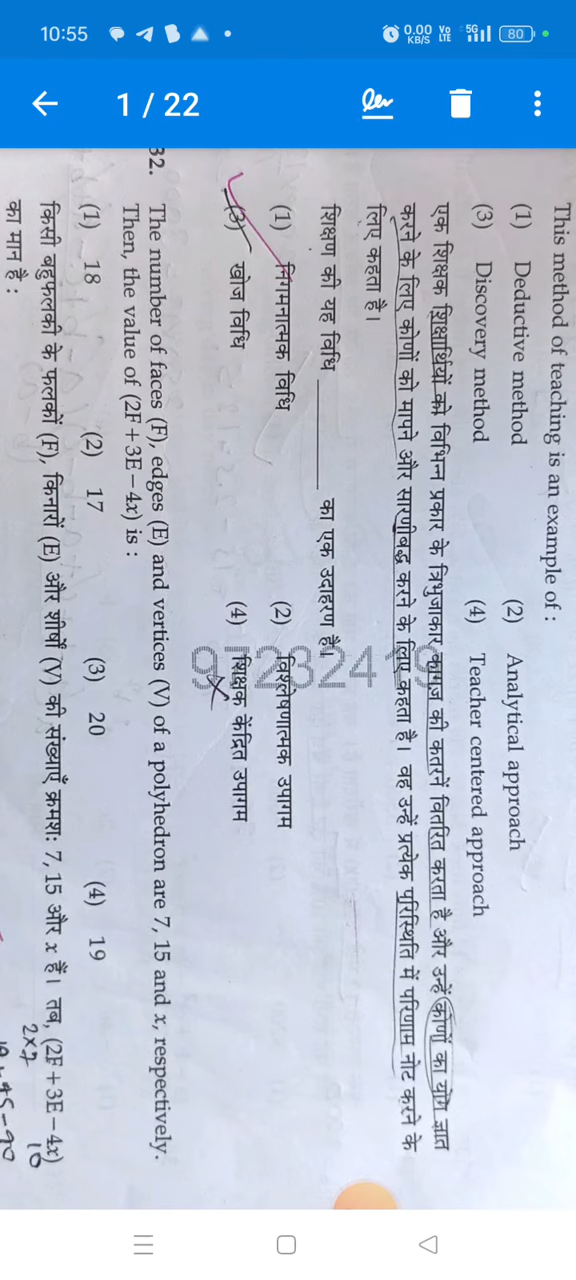 10:55
0.00 KB/S
Vo LTE
5G
80
1 / 22
This method of teaching is an example of :
(1) Deductive method (2) Analytical approach
(3) Discovery method (4) Teacher centered approach
एक शिक्षक शिक्षार्थियों को विभिन्न प्रकार के त्रिभुजाकार कागज की कतरनें वितरित करता है और उन्हें कोणों का योग ज्ञात
करने के लिए कोणों को मापने और सारणीबद्ध करने के लिए कहता है। वह उन्हें प्रत्येक परिस्थिति में परिणाम नोट करने के
लिए कहता है।
शिक्षण की यह विधि ________ का एक उदाहरण है।
(1) निगमनात्मक विधि (2) विश्लेषणात्मक उपागम
(3) खोज विधि (4) शिक्षक केंद्रित उपागम
97232419
32. The number of faces (F), edges (E) and vertices (V) of a polyhedron are 7, 15 and x, respectively.
Then, the value of (2F + 3E – 4x) is :
(1) 18 (2) 17 (3) 20 (4) 19
किसी बहुफलकी के फलकों (F), किनारों (E) और शीर्षों (V) की संख्याएँ क्रमशः 7, 15 और x हैं। तब, (2F + 3E – 4x)
का मान है :
2×7 10